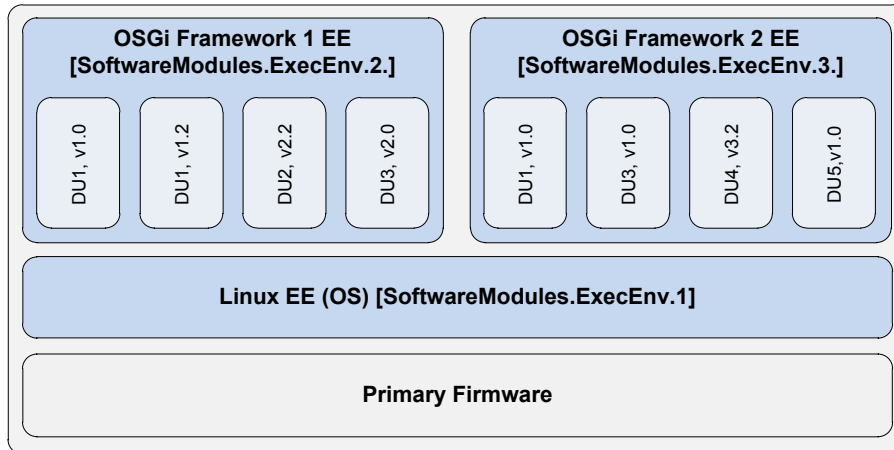 OSGi Framework 1 EE
[SoftwareModules.ExecEnv.2.]
DU1, v1.0
DU1, v1.2
DU2, v2.2
DU3, v2.0
OSGi Framework 2 EE
[SoftwareModules.ExecEnv.3.]
DU1, v1.0
DU3, v1.0
DU4, v3.2
DU5,v1.0
Linux EE (OS) [SoftwareModules.ExecEnv.1]
Primary Firmware